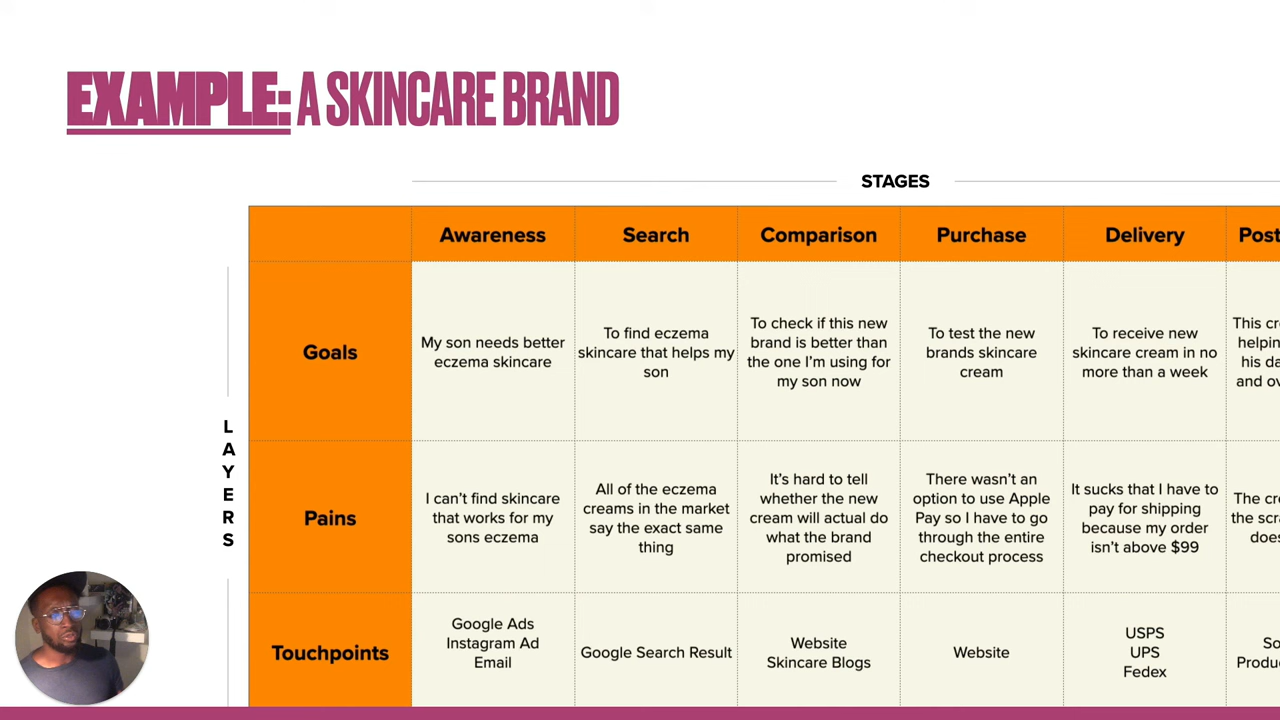 EXAMPLE: A SKINCARE BRAND
STAGES
Awareness
Search
Comparison
Purchase
Delivery
Post
LAYERS
Goals
My son needs better
eczema skincare
To find eczema
skincare that helps my
son
To check if this new
brand is better than
the one I'm using for
my son now
To test the new
brands skincare
cream
To receive new
skincare cream in no
more than a week
This
and
Pains
I can't find skincare
that works for my
sons eczema
All of the eczema
creams in the market
say the exact same
thing
It's hard to tell
whether the new
cream will actual do
what the brand
promised
There wasn't an
option to use Apple
Pay so I have to go
through the entire
checkout process
It sucks that I have to
pay for shipping
because my order
isn't above $99
The
the
Touchpoints
Google Ads
Instagram Ad
Email
Google Search Result
Website
Skincare Blogs
Website
USPS
UPS
Fedex